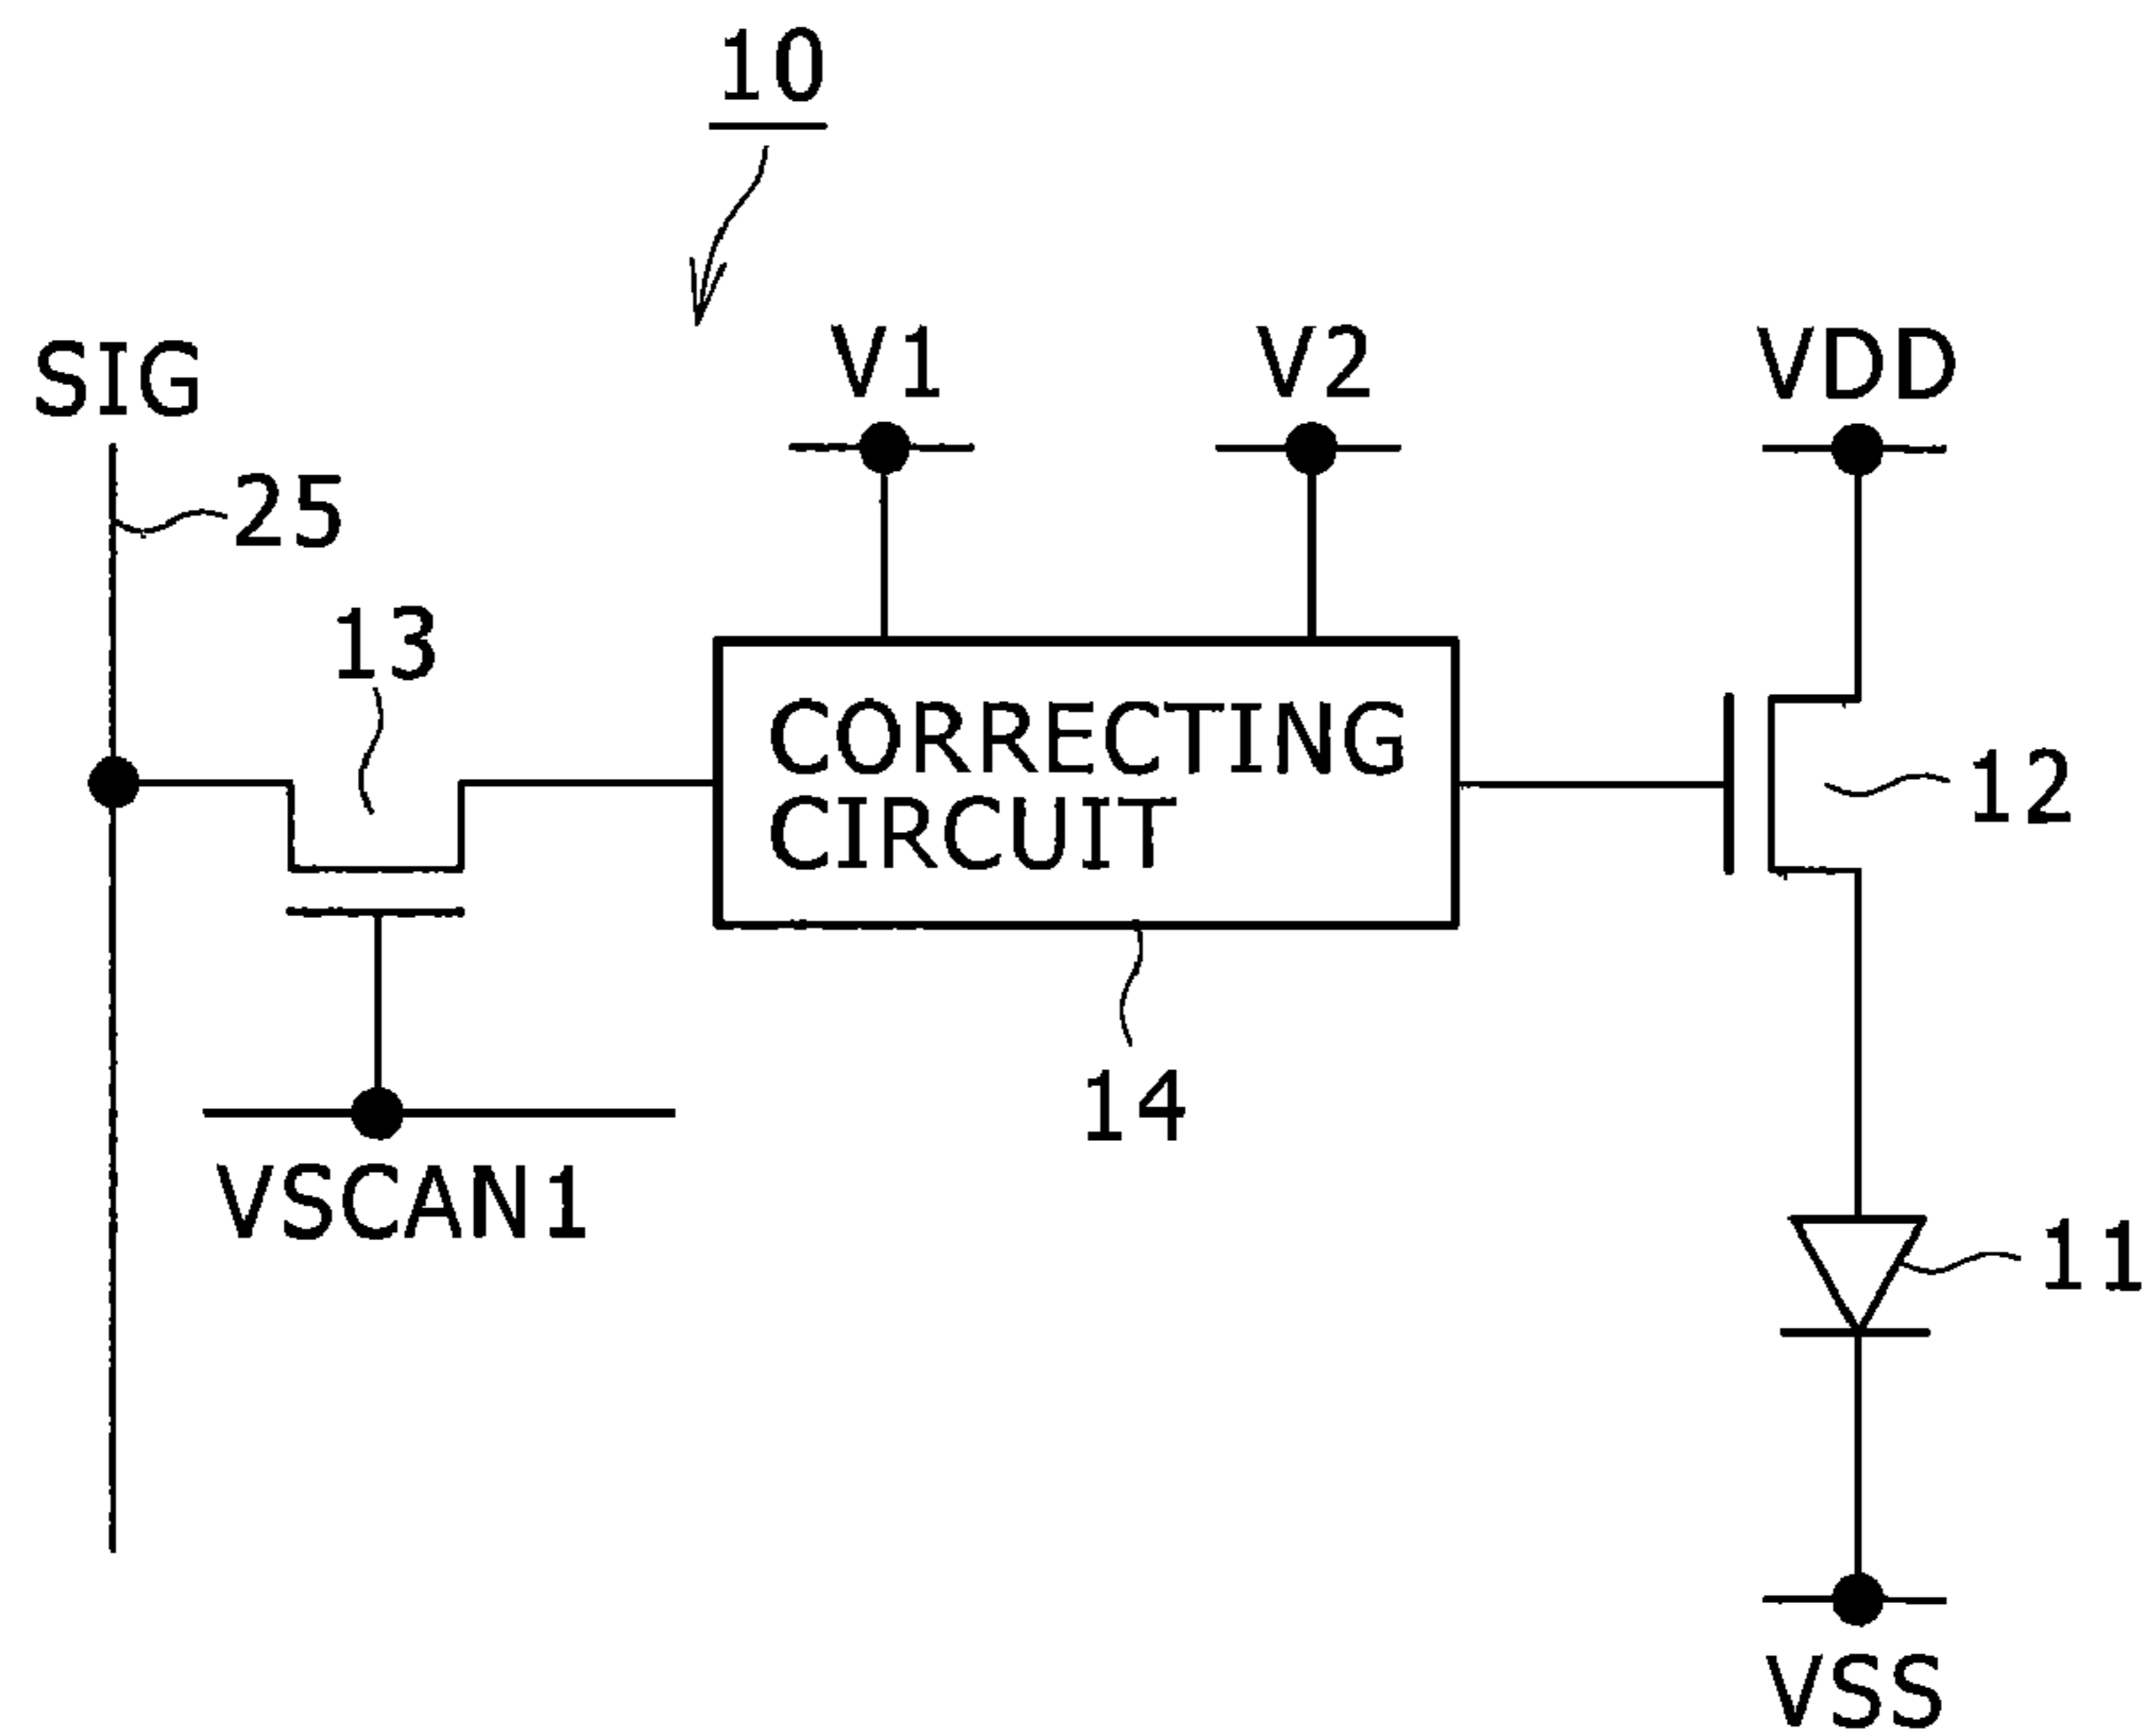 10
SIG
V1
V2
VDD
25
13
CORRECTING
CIRCUIT
12
14
VSCAN1
11
VSS